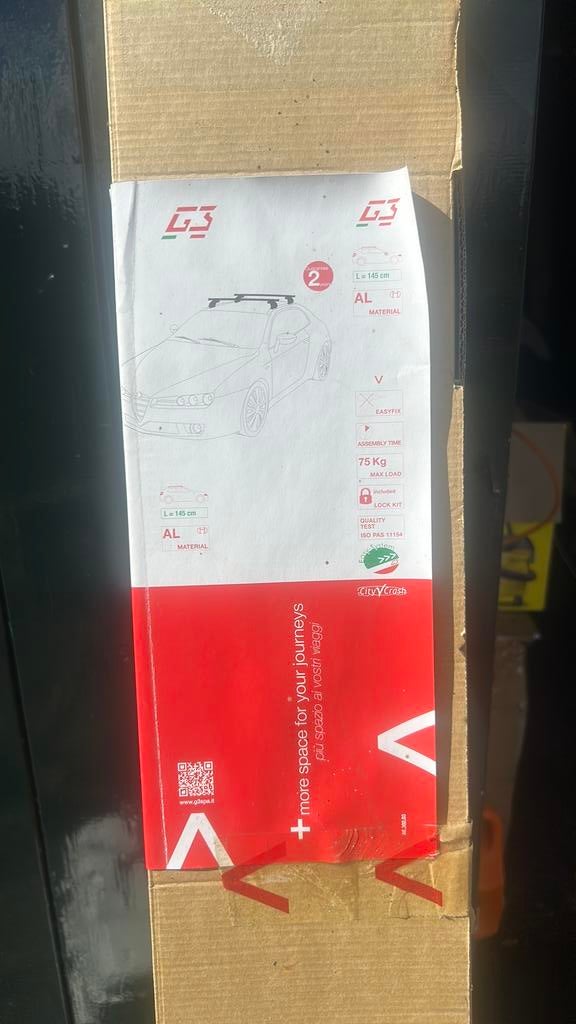 G3
G3
2
L = 145 cm
AL
MATERIAL
EASYFIX
ASSEMBLY TIME
75 Kg
MAX LOAD
included
LOCK KIT
QUALITY
TEST
ISO PAS 11154
Easy System
City Crash
L = 145 cm
AL
MATERIAL
+ more space for your journeys
più spazio ai vostri viaggi
www.g3spa.it